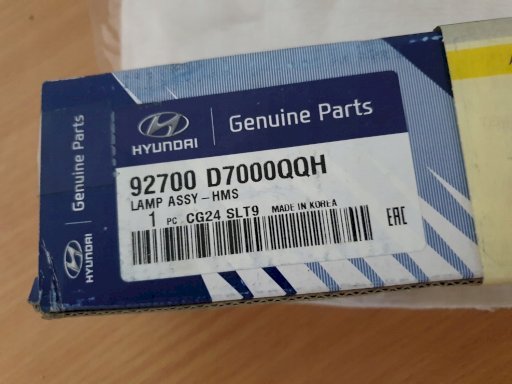 HYUNDAI
Genuine Parts
92700 D7000QQH
LAMP ASSY-HMS
1 PC CG24 SLT9 MADE IN KOREA
EAC
HYUNDAI
Genuine Parts